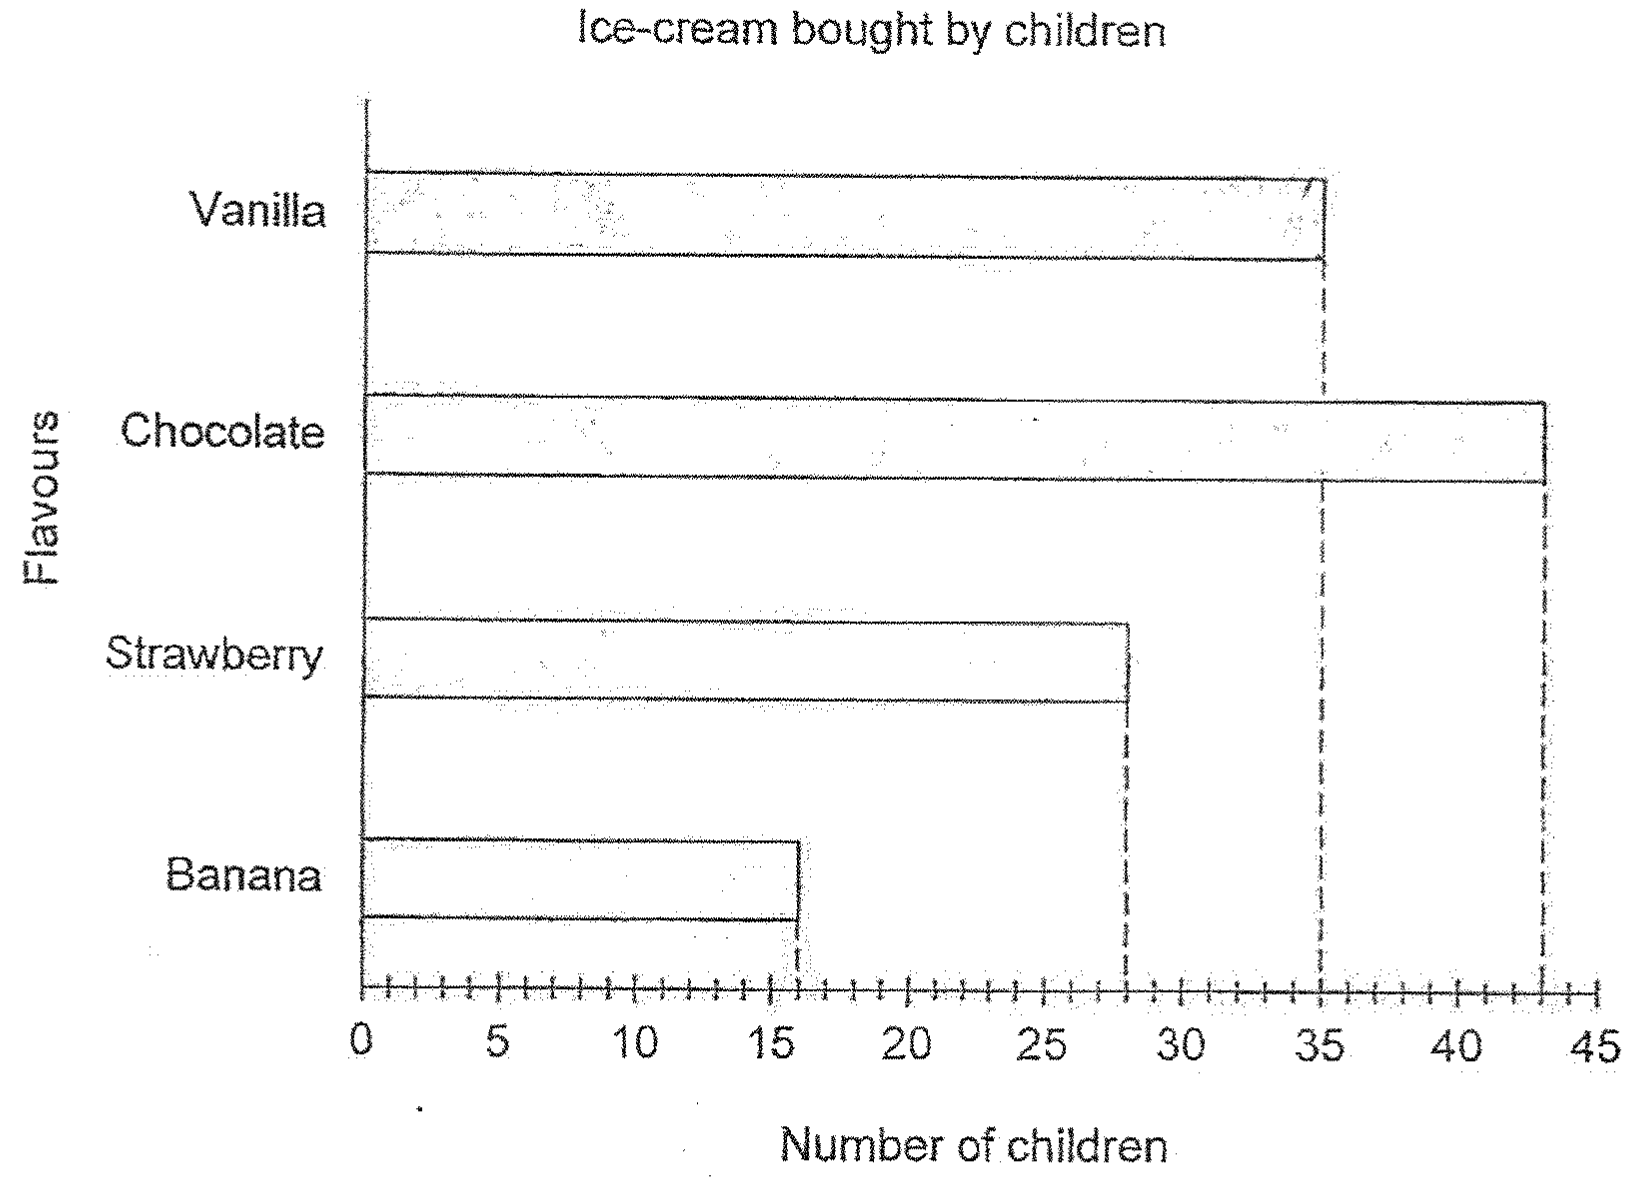 Ice-cream bought by children
Vanilla
Chocolate
Flavours
Strawberry
Banana
0 5 10 15 20 25 30 35 40 45
Number of children